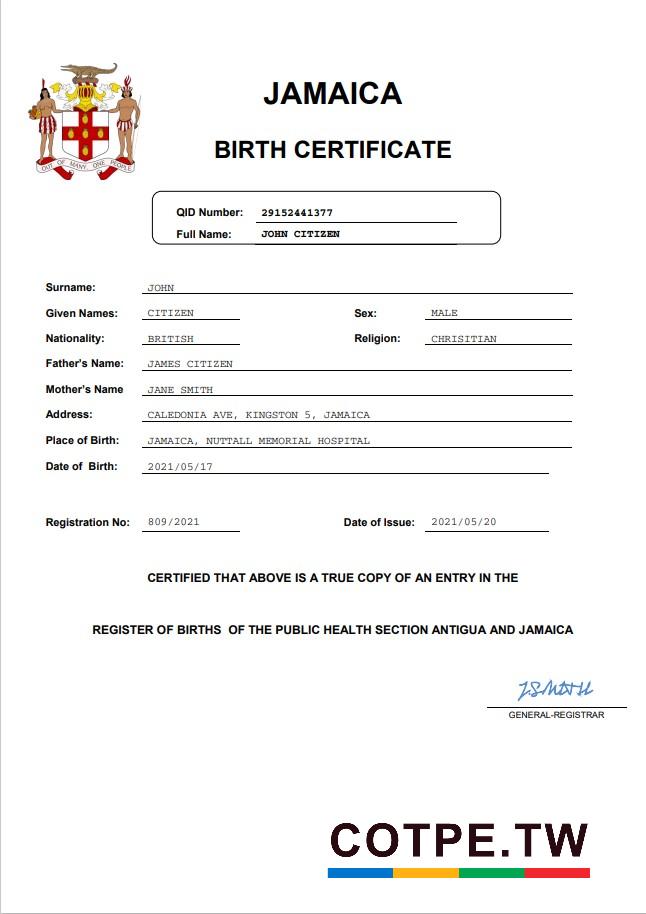 JAMAICA
BIRTH CERTIFICATE
OUT OF MANY, ONE PEOPLE
QID Number: 29152441377
Full Name: JOHN CITIZEN
Surname: JOHN
Given Names: CITIZEN Sex: MALE
Nationality: BRITISH Religion: CHRISITIAN
Father's Name: JAMES CITIZEN
Mother's Name JANE SMITH
Address: CALEDONIA AVE, KINGSTON 5, JAMAICA
Place of Birth: JAMAICA, NUTTALL MEMORIAL HOSPITAL
Date of Birth: 2021/05/17
Registration No: 809/2021 Date of Issue: 2021/05/20
CERTIFIED THAT ABOVE IS A TRUE COPY OF AN ENTRY IN THE
REGISTER OF BIRTHS OF THE PUBLIC HEALTH SECTION ANTIGUA AND JAMAICA
J.SMITH
GENERAL-REGISTRAR
COTPE.TW